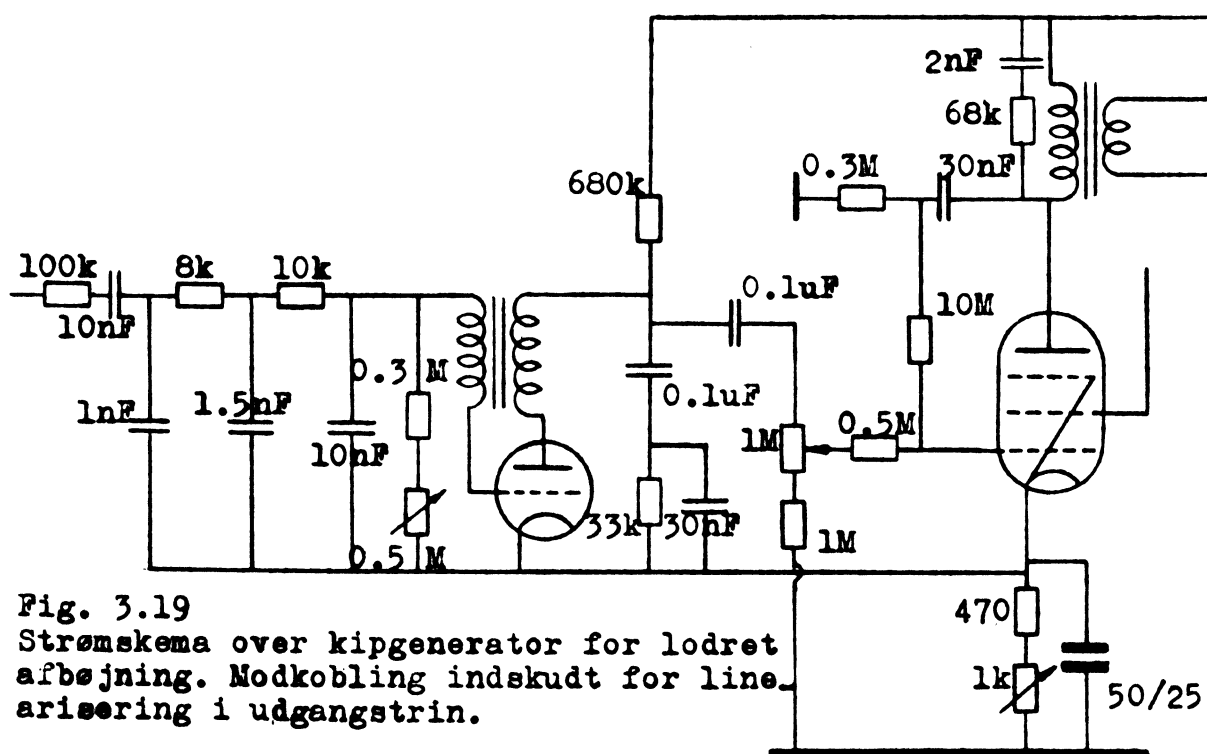 2nF
68k
0.3M
30nF
680k
100k
8k
10k
10nF
0.1uF
10M
0.3 M
1nF
1.5nF
10nF
0.1uF
1M
0.5M
33k
30nF
1M
0.5 M
470
1k
50/25
Fig. 3.19
Strømskema over kipgenerator for lodret
afbøjning. Modkobling indskudt for line-
arisering i udgangstrin.